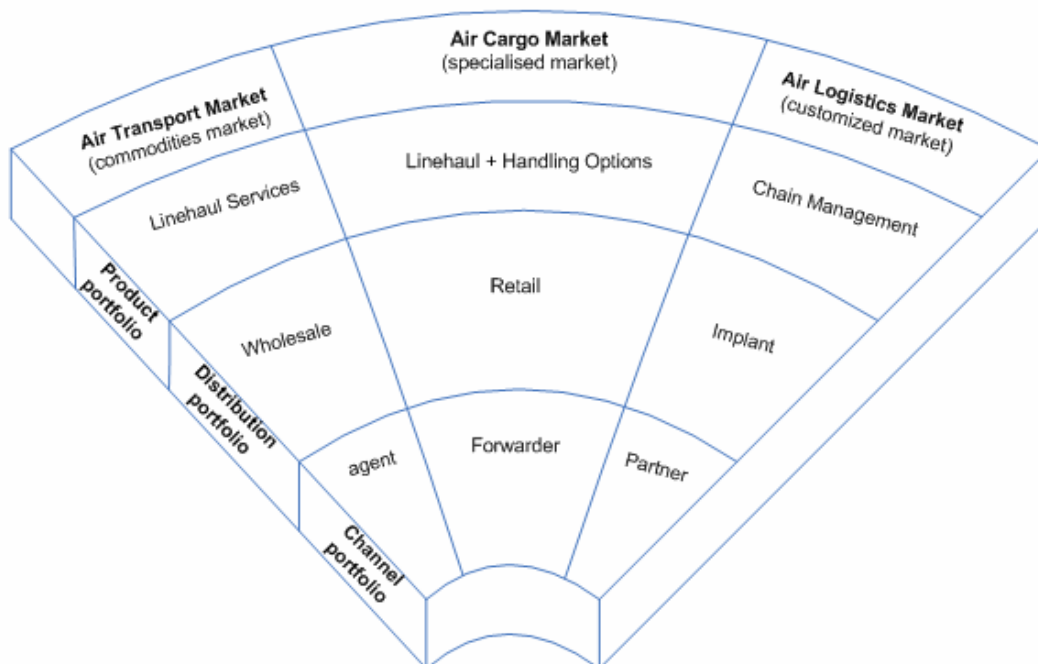 Air Transport Market
(commodities market)
Air Cargo Market
(specialised market)
Air Logistics Market
(customized market)
Linehaul Services
Linehaul + Handling Options
Chain Management
Product
portfolio
Wholesale
Retail
Implant
Distribution
portfolio
agent
Forwarder
Partner
Channel
portfolio